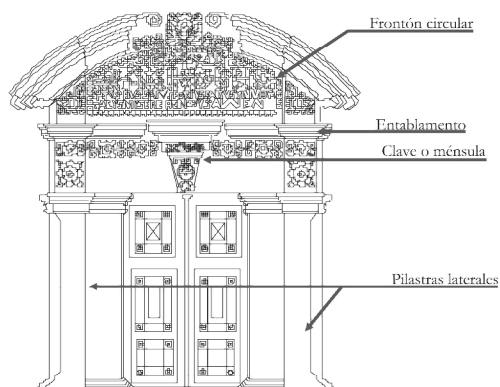 Frontón circular
Entablamento
Clave o ménsula
Pilastras laterales